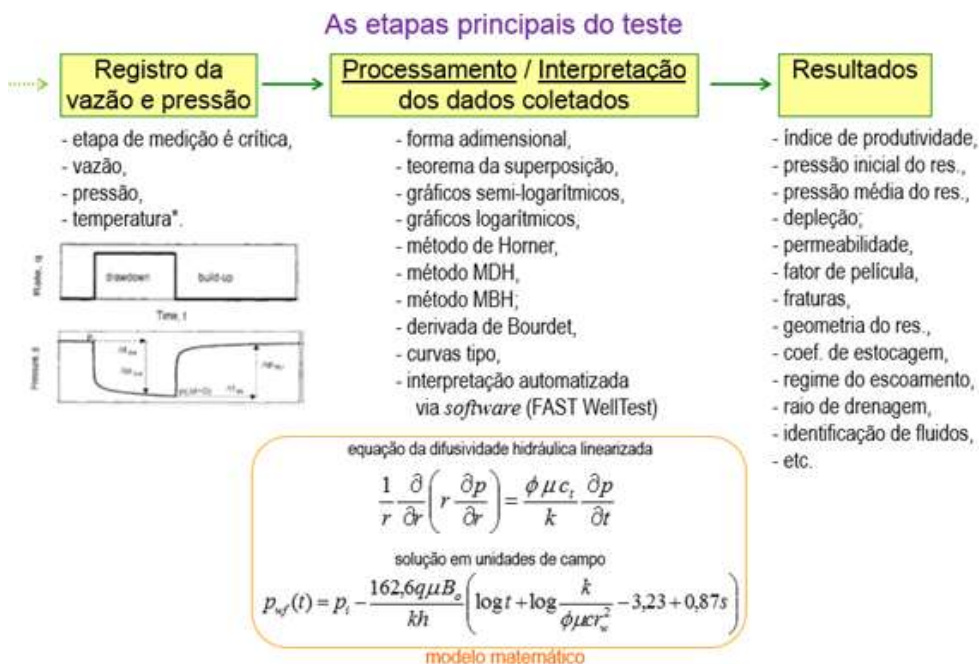 As etapas principais do teste
Registro da
vazão e pressão
- etapa de medição é crítica,
- vazão,
- pressão,
- temperatura*.
drawdown
build-up
Time, t
Processamento / Interpretação
dos dados coletados
- forma adimensional,
- teorema da superposição,
- gráficos semi-logarítmicos,
- gráficos logarítmicos,
- método de Horner,
- método MDH,
- método MBH;
- derivada de Bourdet,
- curvas tipo,
- interpretação automatizada
via software (FAST WellTest)
Resultados
- índice de produtividade,
- pressão inicial do res.,
- pressão média do res.,
- depleção;
- permeabilidade,
- fator de película,
- fraturas,
- geometria do res.,
- coef. de estocagem,
- regime do escoamento,
- raio de drenagem,
- identificação de fluidos,
- etc.
equação da difusividade hidráulica linearizada
1/r ∂/∂r (r ∂p/∂r) = ϕμc_t/k ∂p/∂t
solução em unidades de campo
p_wf(t) = p_i − 162,6qμB_o/kh (log t + log k/ϕμcr_w² − 3,23 + 0,87s)
modelo matemático